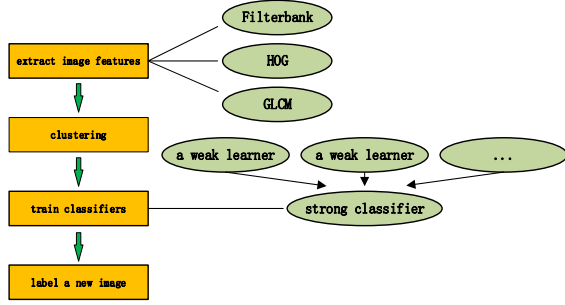 Filterbank
extract image features
HOG
GLCM
clustering
a weak learner
a weak learner
...
train classifiers
strong classifier
label a new image